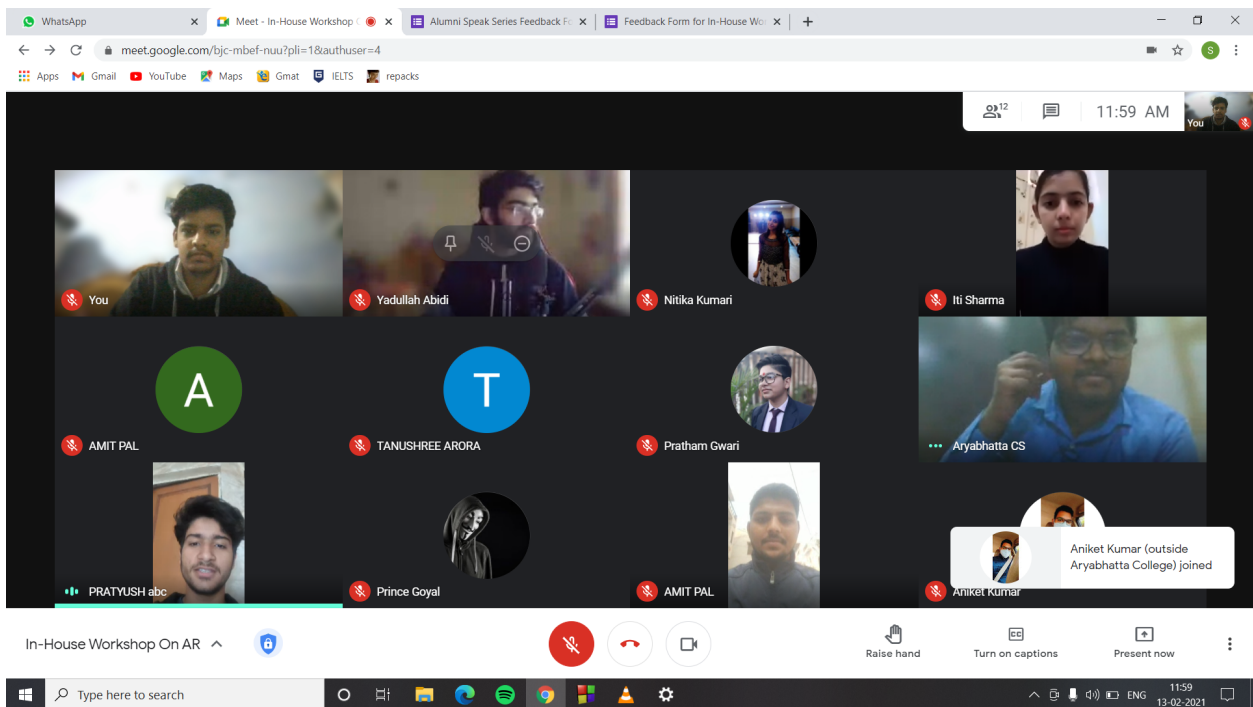 WhatsApp
Meet - In-House Workshop O
Alumni Speak Series Feedback Fo
Feedback Form for In-House Wor
meet.google.com/bjc-mbef-nuu?pli=1&authuser=4
S
Apps Gmail YouTube Maps Gmat IELTS repacks
12
11:59 AM
You
You
Yadullah Abidi
Nitika Kumari
Iti Sharma
A
T
AMIT PAL
TANUSHREE ARORA
Pratham Gwari
Aryabhatta CS
PRATYUSH abc
Prince Goyal
AMIT PAL
Aniket Kumar
Aniket Kumar (outside
Aryabhatta College) joined
In-House Workshop On AR
Raise hand
CC
Turn on captions
Present now
Type here to search
ENG
11:59
13-02-2021